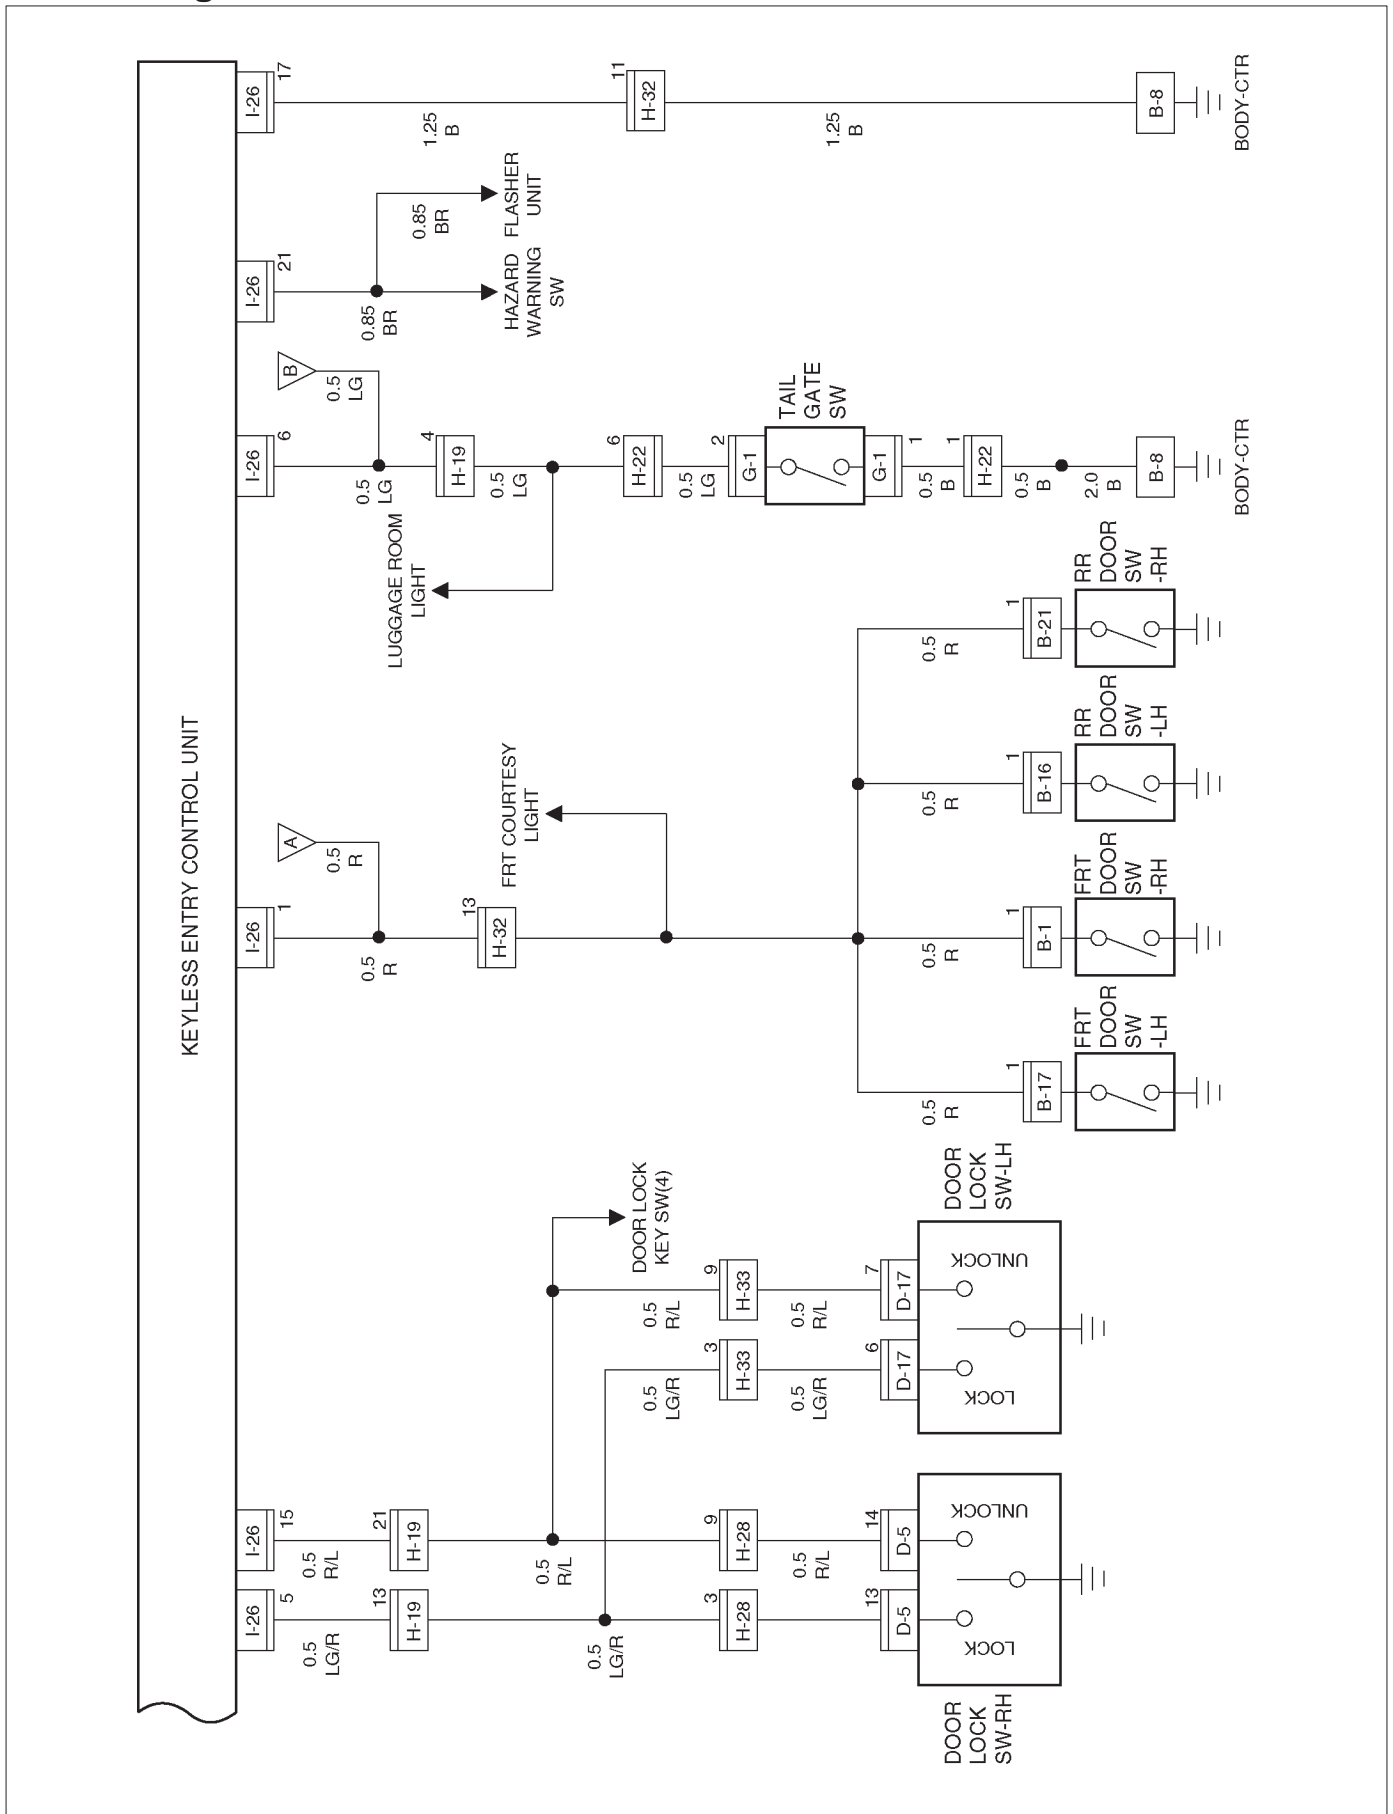 KEYLESS ENTRY CONTROL UNIT
I-26
5
0.5
LG/R
13
H-19
0.5
LG/R
3
H-28
13
D-5
LOCK
I-26
15
0.5
R/L
21
H-19
0.5
R/L
9
H-28
0.5
R/L
14
D-5
UNLOCK
DOOR
LOCK
SW-RH
0.5
LG/R
3
H-33
0.5
LG/R
6
D-17
LOCK
0.5
R/L
9
H-33
0.5
R/L
7
D-17
UNLOCK
DOOR
LOCK
SW-LH
DOOR LOCK
KEY SW(4)
I-26
1
0.5
R
A
0.5
R
13
H-32
FRT COURTESY
LIGHT
0.5
R
1
B-17
FRT
DOOR
SW
-LH
0.5
R
1
B-1
FRT
DOOR
SW
-RH
0.5
R
1
B-16
RR
DOOR
SW
-LH
0.5
R
1
B-21
RR
DOOR
SW
-RH
I-26
6
0.5
LG
B
0.5
LG
4
H-19
0.5
LG
LUGGAGE ROOM
LIGHT
6
H-22
0.5
LG
2
G-1
TAIL
GATE
SW
G-1
1
0.5
B
1
H-22
0.5
B
2.0
B
B-8
BODY-CTR
I-26
21
0.85
BR
HAZARD
WARNING
SW
0.85
BR
FLASHER
UNIT
I-26
17
1.25
B
11
H-32
1.25
B
B-8
BODY-CTR